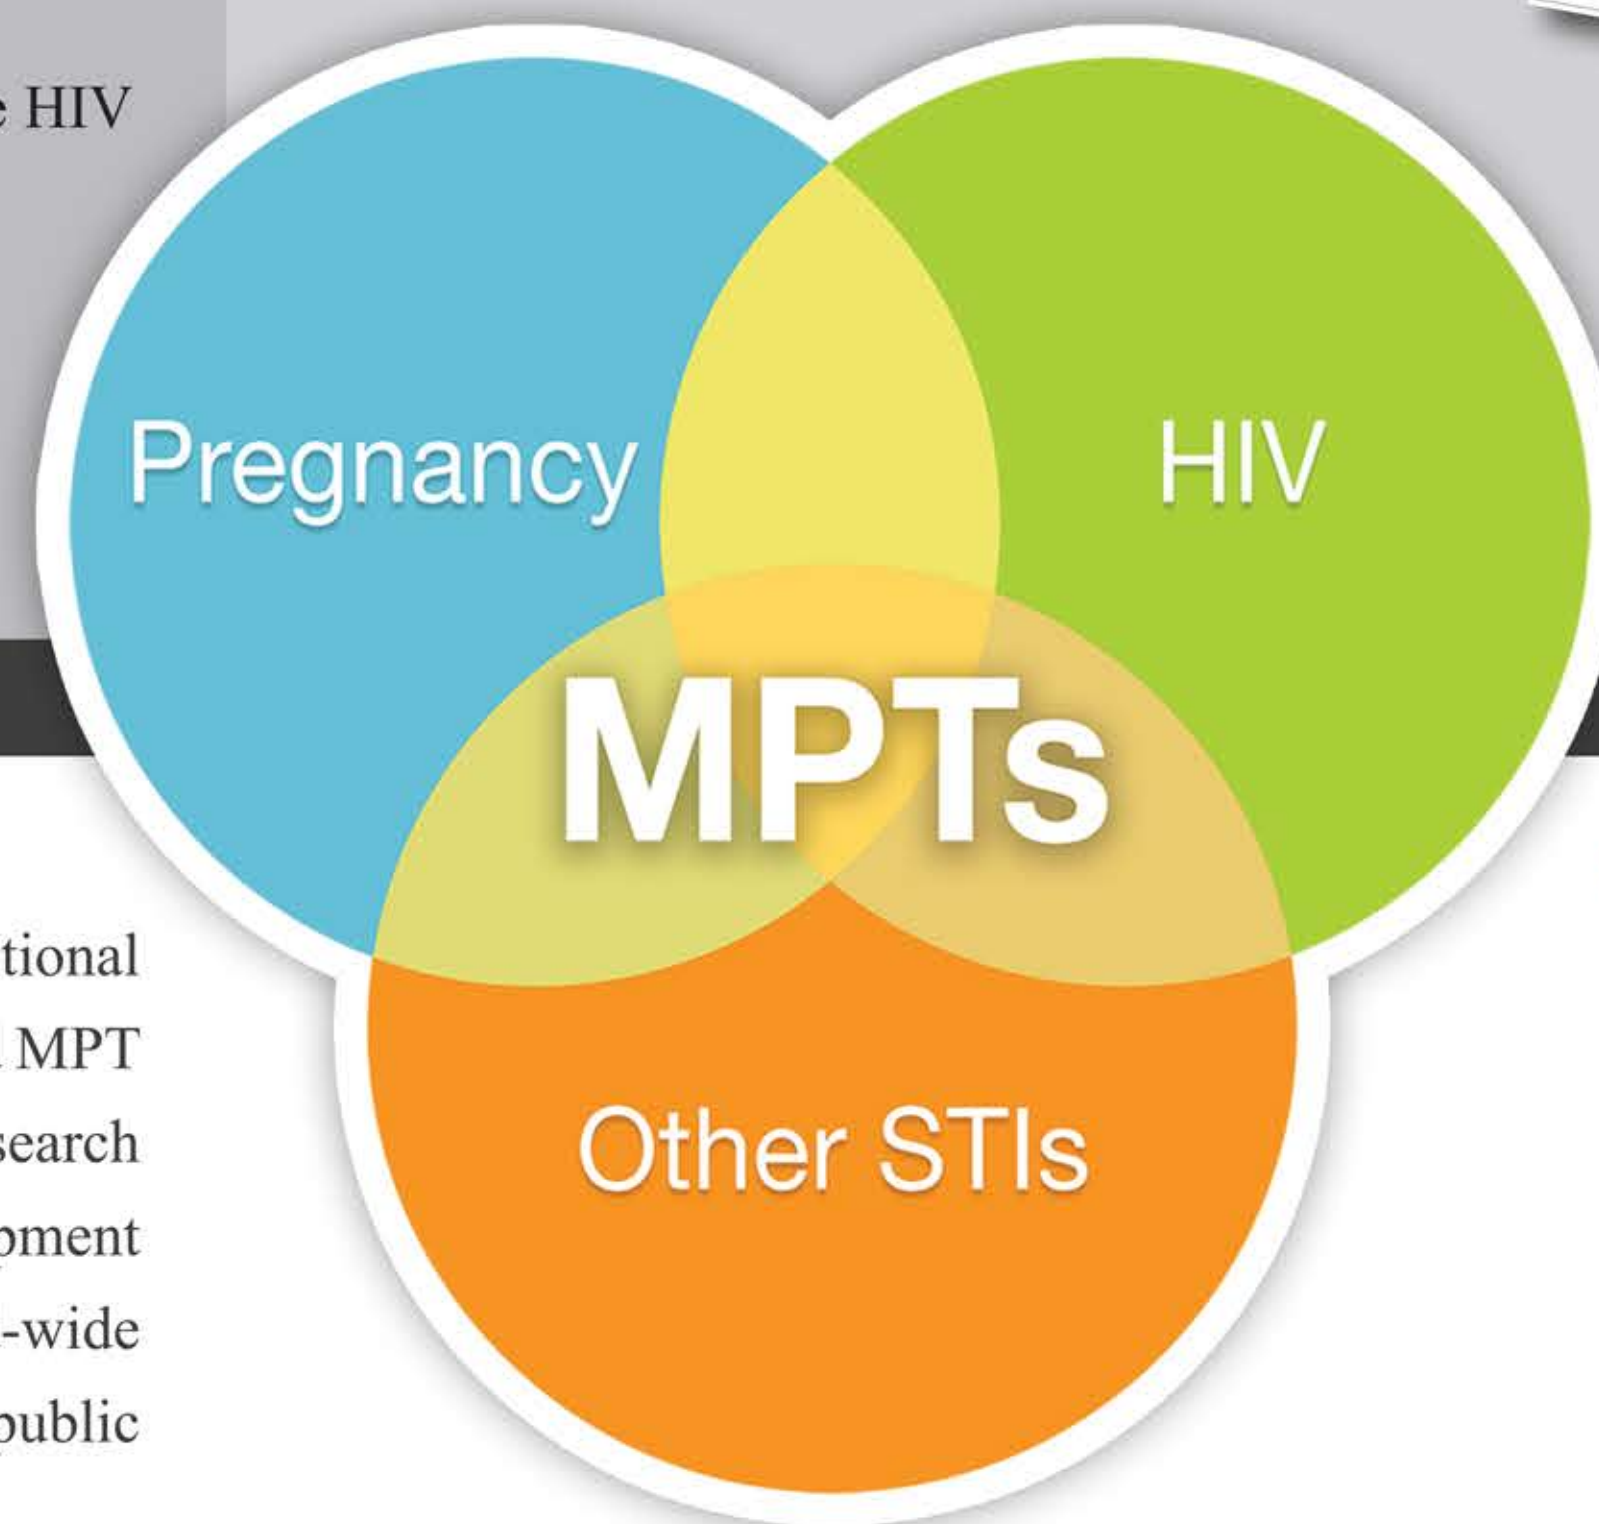 HIV
Pregnancy
HIV
MPTs
tional
MPT
search
pment
-wide
public
Other STIs